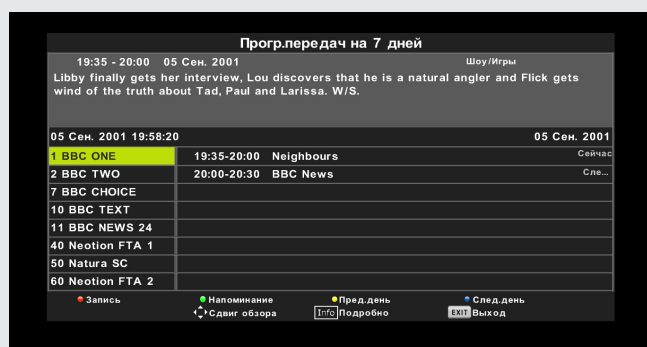 Прогр.передач на 7 дней
19:35 - 20:00 05 Сен. 2001 Шоу/Игры
Libby finally gets her interview, Lou discovers that he is a natural angler and Flick gets
wind of the truth about Tad, Paul and Larissa. W/S.
05 Сен. 2001 19:58:20 05 Сен. 2001
1 BBC ONE 19:35-20:00 Neighbours Сейчас
2 BBC TWO 20:00-20:30 BBC News Сле...
7 BBC CHOICE
10 BBC TEXT
11 BBC NEWS 24
40 Neotion FTA 1
50 Natura SC
60 Neotion FTA 2
Запись Напоминание Пред.день След.день
Сдвиг обзора Info Подробно EXIT Выход